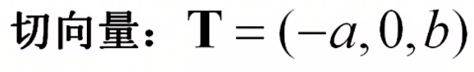 切向量：T = (−a, 0, b)